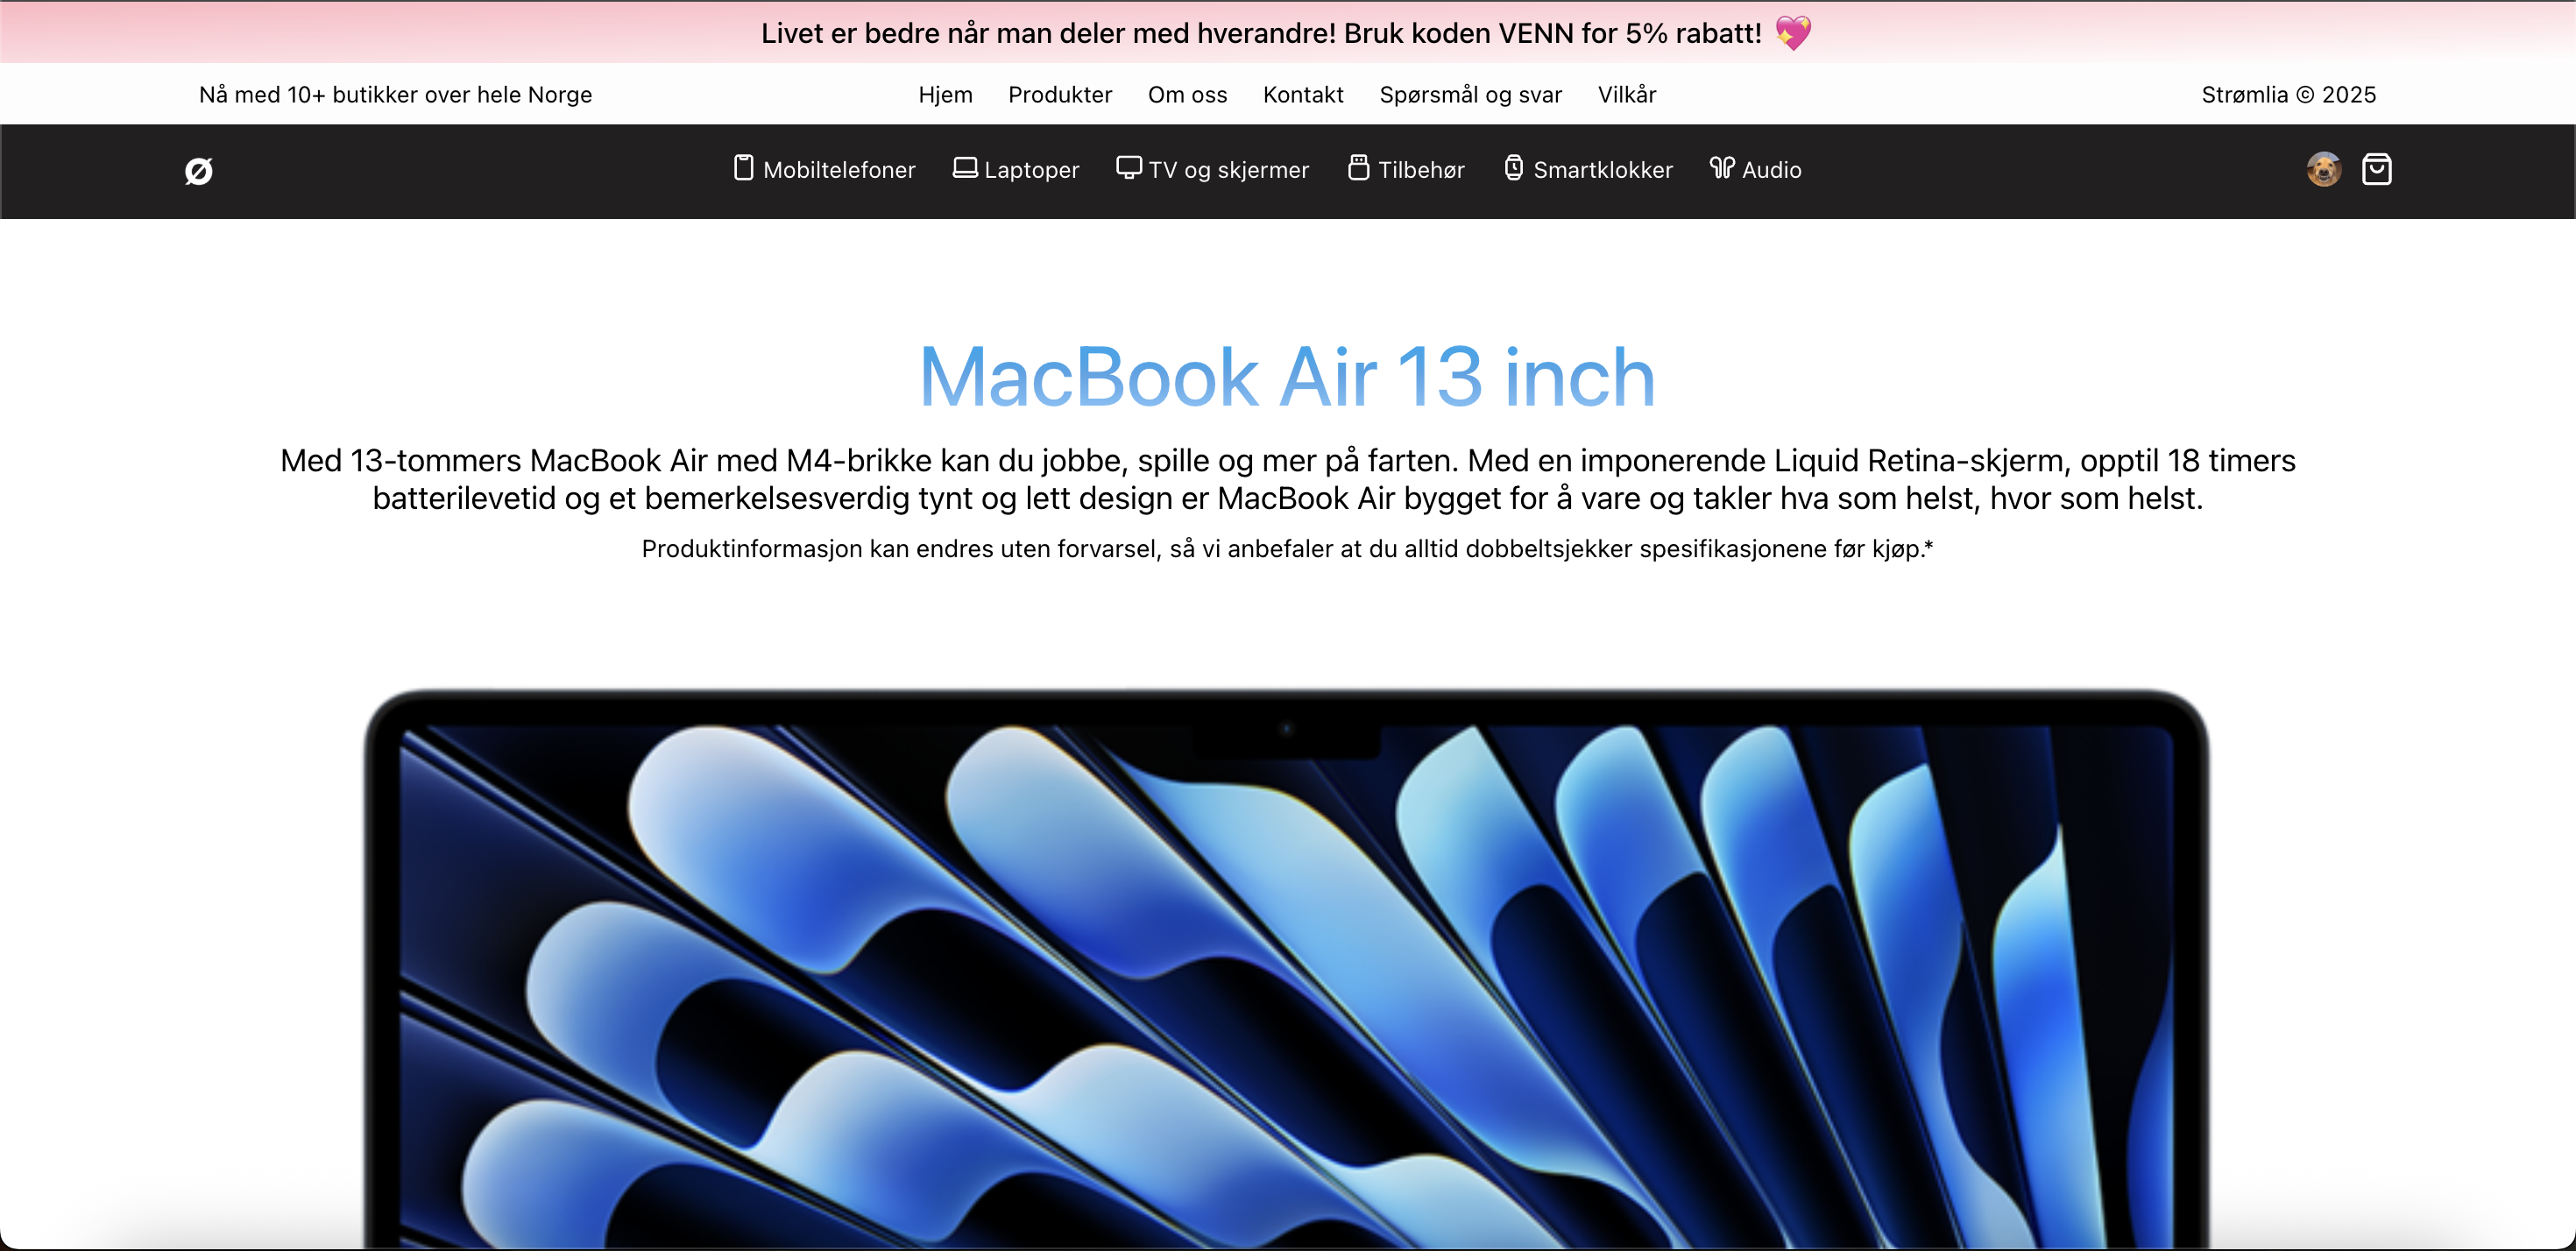 Livet er bedre når man deler med hverandre! Bruk koden VENN for 5% rabatt! 💖
Nå med 10+ butikker over hele Norge
Hjem Produkter Om oss Kontakt Spørsmål og svar Vilkår
Strømlia © 2025
Ø
Mobiltelefoner Laptoper TV og skjermer Tilbehør Smartklokker Audio
MacBook Air 13 inch
Med 13-tommers MacBook Air med M4-brikke kan du jobbe, spille og mer på farten. Med en imponerende Liquid Retina-skjerm, opptil 18 timers
batterilevetid og et bemerkelsesverdig tynt og lett design er MacBook Air bygget for å vare og takler hva som helst, hvor som helst.
Produktinformasjon kan endres uten forvarsel, så vi anbefaler at du alltid dobbeltsjekker spesifikasjonene før kjøp.*